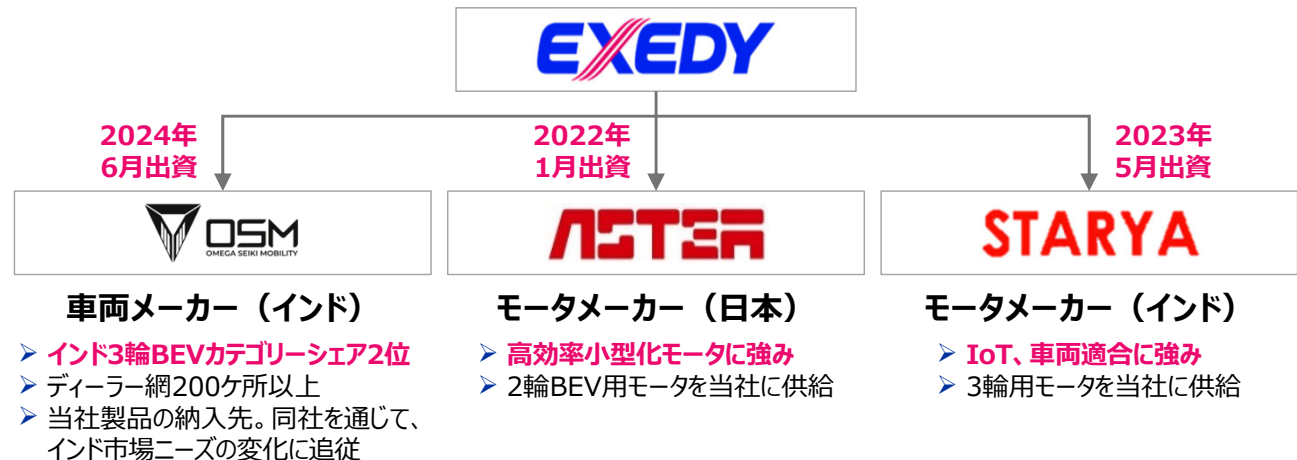 EXEDY
2024年
6月出資
2022年
1月出資
2023年
5月出資
OSM
OMEGA SEIKI MOBILITY
ASTER
STARYA
車両メーカー（インド）
➢ インド3輪BEVカテゴリーシェア2位
➢ ディーラー網200ケ所以上
➢ 当社製品の納入先。同社を通じて、
インド市場ニーズの変化に追従
モータメーカー（日本）
➢ 高効率小型化モータに強み
➢ 2輪BEV用モータを当社に供給
モータメーカー（インド）
➢ IoT、車両適合に強み
➢ 3輪用モータを当社に供給